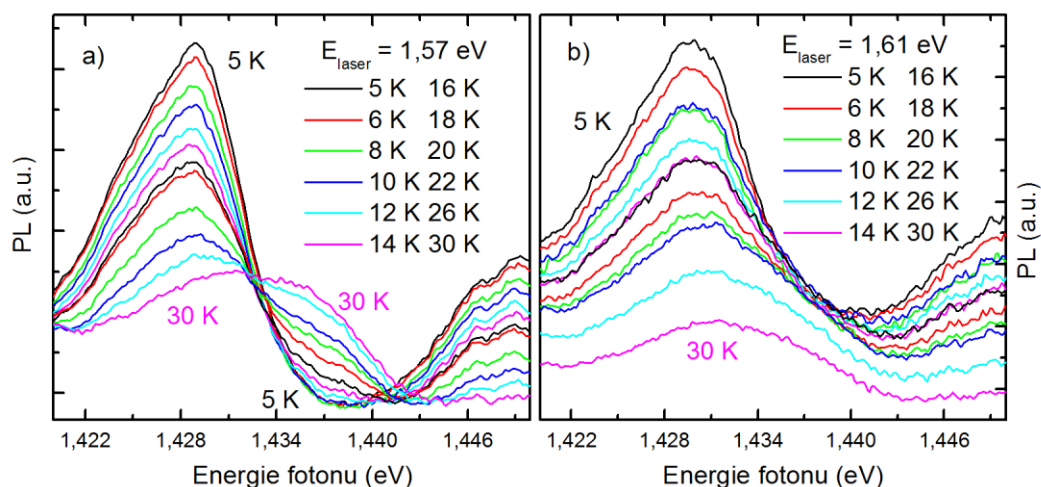 a)
E_laser = 1,57 eV
5 K
5 K 16 K
6 K 18 K
8 K 20 K
10 K 22 K
12 K 26 K
14 K 30 K
30 K
30 K
5 K
PL (a.u.)
1,422 1,428 1,434 1,440 1,446
Energie fotonu (eV)
b)
E_laser = 1,61 eV
5 K 16 K
6 K 18 K
8 K 20 K
10 K 22 K
12 K 26 K
14 K 30 K
5 K
30 K
PL (a.u.)
1,422 1,428 1,434 1,440 1,446
Energie fotonu (eV)